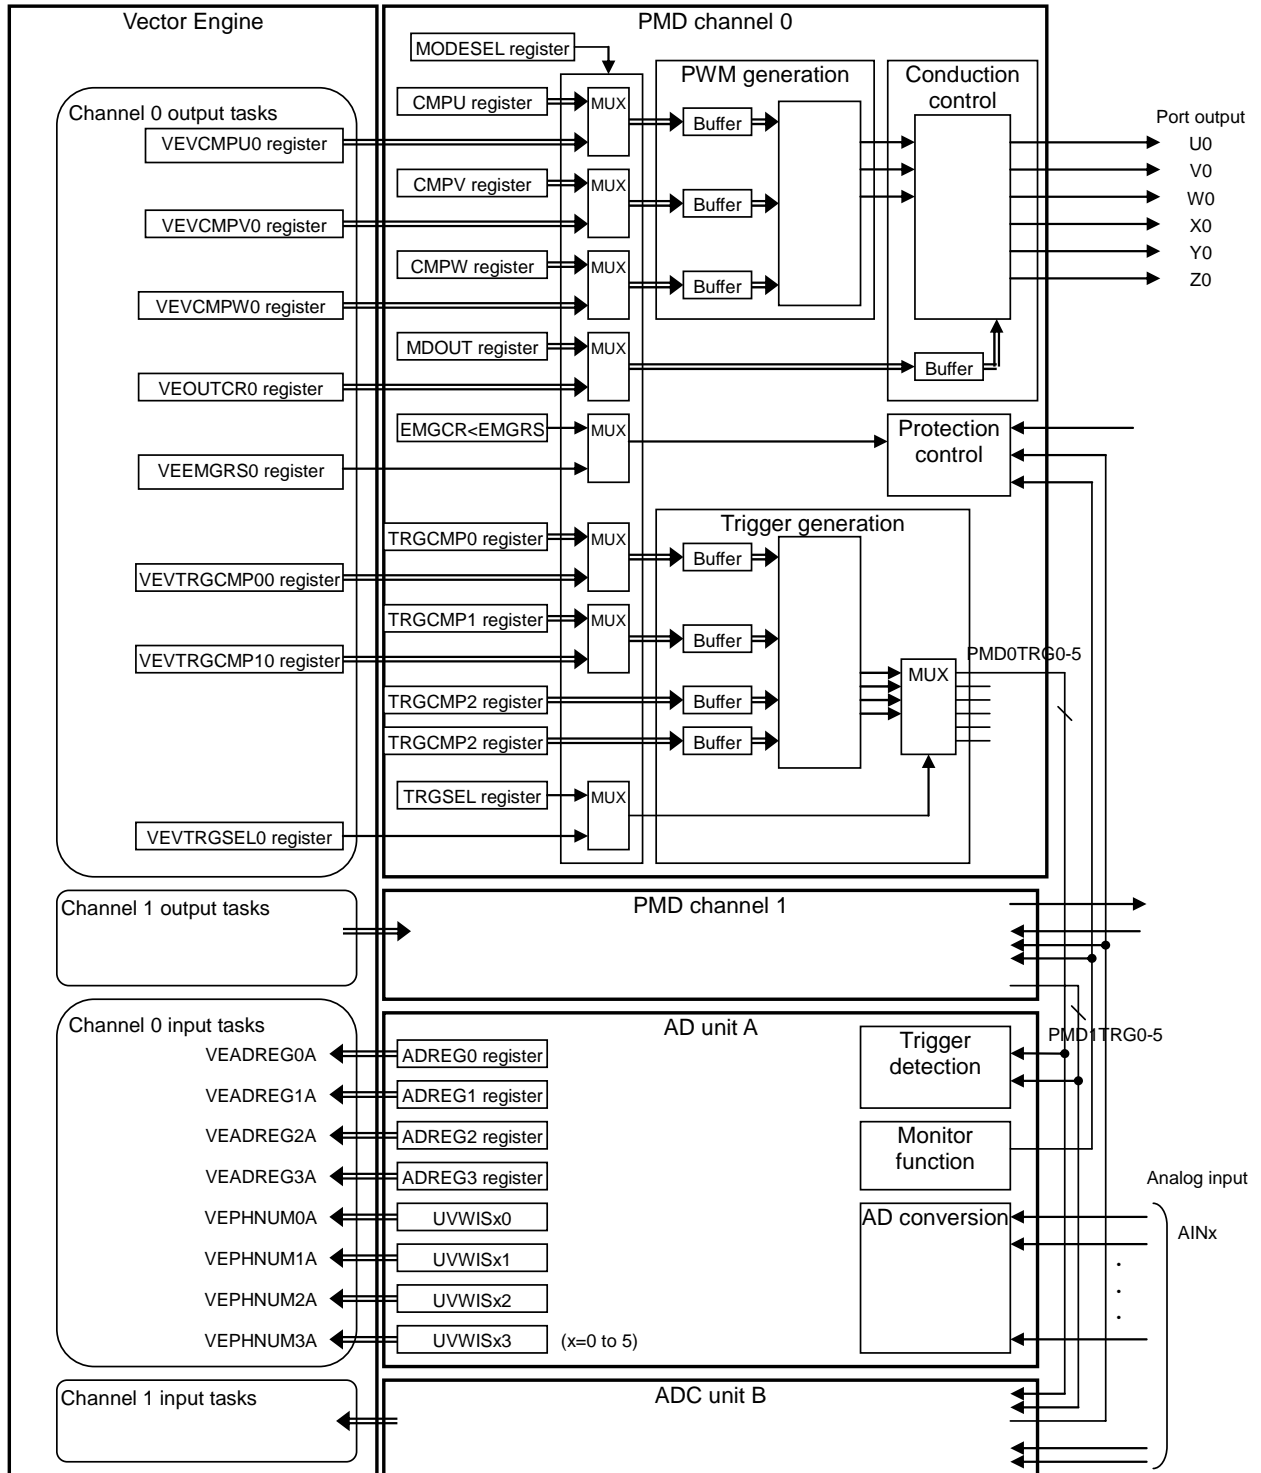 Vector Engine
PMD channel 0
MODESEL register
PWM generation
Conduction
control
Channel 0 output tasks
CMPU register
MUX
Buffer
Port output
VEVCMPU0 register
U0
V0
CMPV register
MUX
Buffer
W0
VEVCMPV0 register
X0
CMPW register
MUX
Buffer
Y0
Z0
VEVCMPW0 register
MDOUT register
MUX
Buffer
VEOUTCR0 register
EMGCR<EMGRS
MUX
Protection
control
VEEMGRS0 register
Trigger generation
TRGCMP0 register
MUX
Buffer
VEVTRGCMP00 register
TRGCMP1 register
MUX
Buffer
VEVTRGCMP10 register
PMD0TRG0-5
MUX
TRGCMP2 register
Buffer
TRGCMP2 register
Buffer
TRGSEL register
MUX
VEVTRGSEL0 register
Channel 1 output tasks
PMD channel 1
Channel 0 input tasks
AD unit A
PMD1TRG0-5
Trigger
detection
VEADREG0A
ADREG0 register
VEADREG1A
ADREG1 register
VEADREG2A
ADREG2 register
Monitor
function
VEADREG3A
ADREG3 register
Analog input
VEPHNUM0A
UVWISx0
AD conversion
AINx
VEPHNUM1A
UVWISx1
.
.
.
VEPHNUM2A
UVWISx2
VEPHNUM3A
UVWISx3
(x=0 to 5)
Channel 1 input tasks
ADC unit B